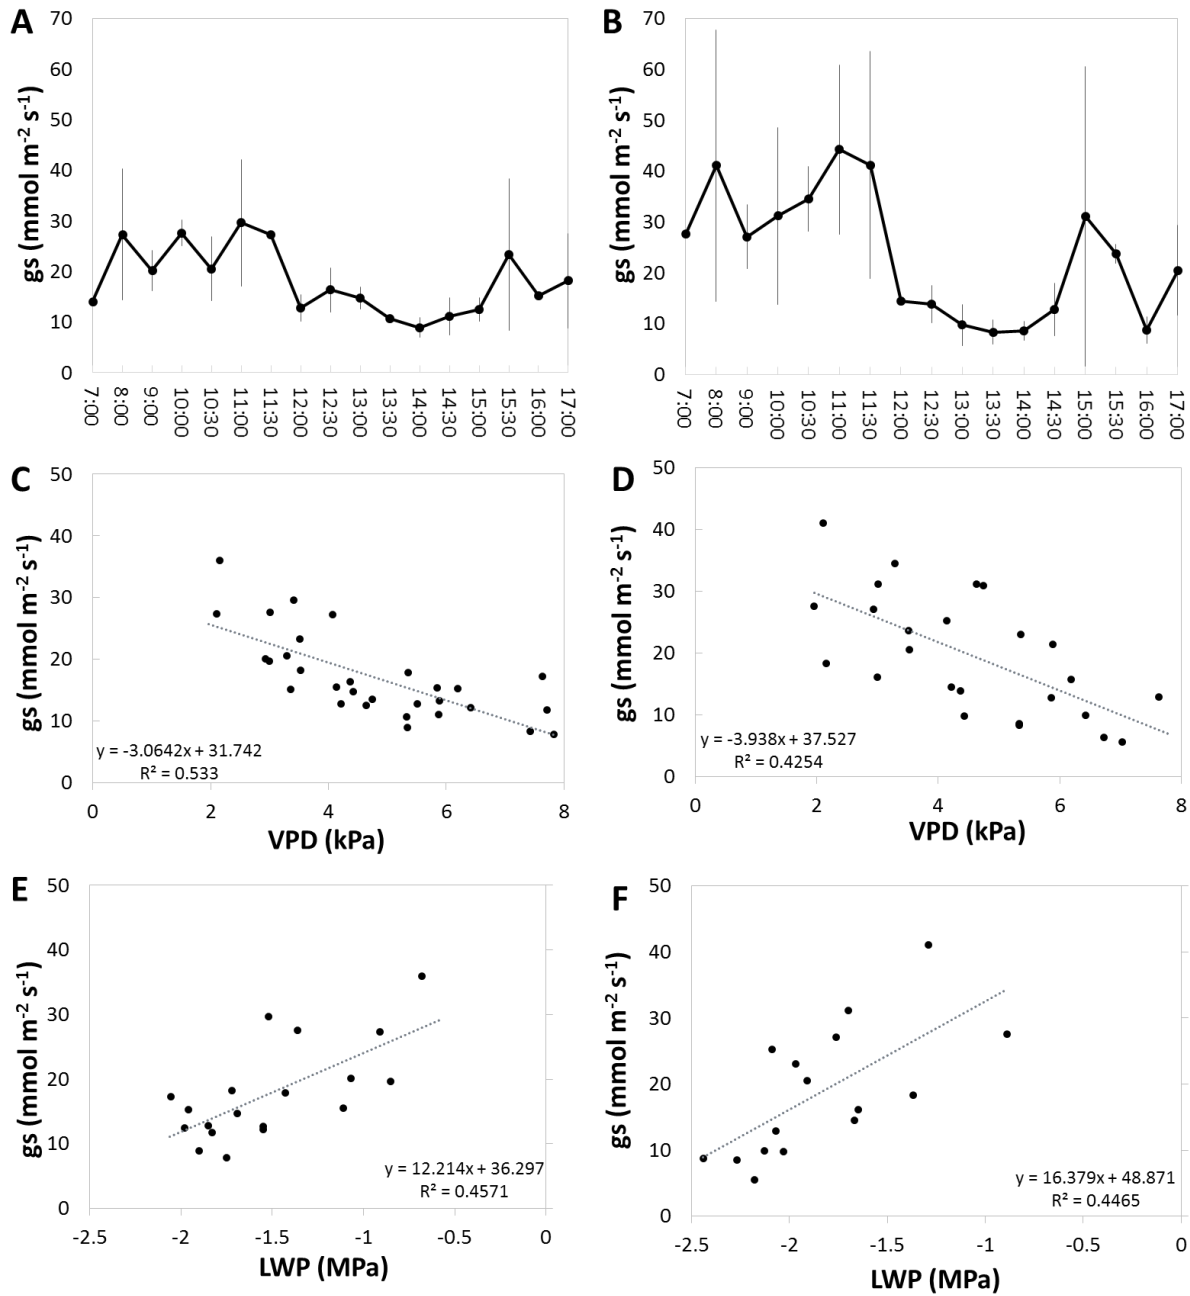 A
70
60
50
40
30
20
10
0
gs (mmol m⁻² s⁻¹)
7:00
8:00
9:00
10:00
10:30
11:00
11:30
12:00
12:30
13:00
13:30
14:00
14:30
15:00
15:30
16:00
17:00
B
70
60
50
40
30
20
10
0
gs (mmol m⁻² s⁻¹)
7:00
8:00
9:00
10:00
10:30
11:00
11:30
12:00
12:30
13:00
13:30
14:00
14:30
15:00
15:30
16:00
17:00
C
50
40
30
20
10
0
gs (mmol m⁻² s⁻¹)
y = -3.0642x + 31.742
R² = 0.533
0 2 4 6 8
VPD (kPa)
D
50
40
30
20
10
0
gs (mmol m⁻² s⁻¹)
y = -3.938x + 37.527
R² = 0.4254
0 2 4 6 8
VPD (kPa)
E
50
40
30
20
10
0
gs (mmol m⁻² s⁻¹)
y = 12.214x + 36.297
R² = 0.4571
-2.5 -2 -1.5 -1 -0.5 0
LWP (MPa)
F
50
40
30
20
10
0
gs (mmol m⁻² s⁻¹)
y = 16.379x + 48.871
R² = 0.4465
-2.5 -2 -1.5 -1 -0.5 0
LWP (MPa)